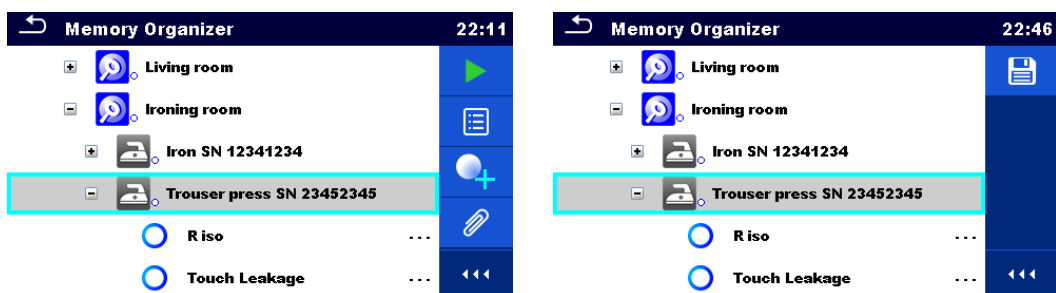 Memory Organizer 22:11
Living room
Ironing room
Iron SN 12341234
Trouser press SN 23452345
R iso ---
Touch Leakage ---
Memory Organizer 22:46
Living room
Ironing room
Iron SN 12341234
Trouser press SN 23452345
R iso ---
Touch Leakage ---